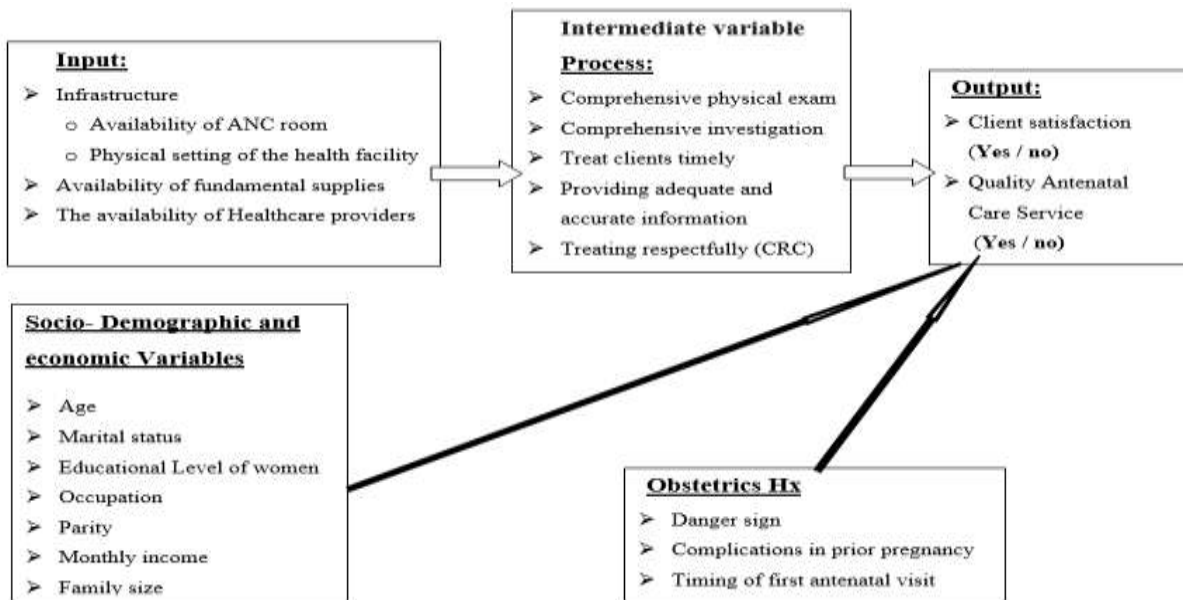 Input:
➢ Infrastructure
o Availability of ANC room
o Physical setting of the health facility
➢ Availability of fundamental supplies
➢ The availability of Healthcare providers
Intermediate variable
Process:
➢ Comprehensive physical exam
➢ Comprehensive investigation
➢ Treat clients timely
➢ Providing adequate and
accurate information
➢ Treating respectfully (CRC)
Output:
➢ Client satisfaction
(Yes / no)
➢ Quality Antenatal
Care Service
(Yes / no)
Socio- Demographic and
economic Variables
➢ Age
➢ Marital status
➢ Educational Level of women
➢ Occupation
➢ Parity
➢ Monthly income
➢ Family size
Obstetrics Hx
➢ Danger sign
➢ Complications in prior pregnancy
➢ Timing of first antenatal visit